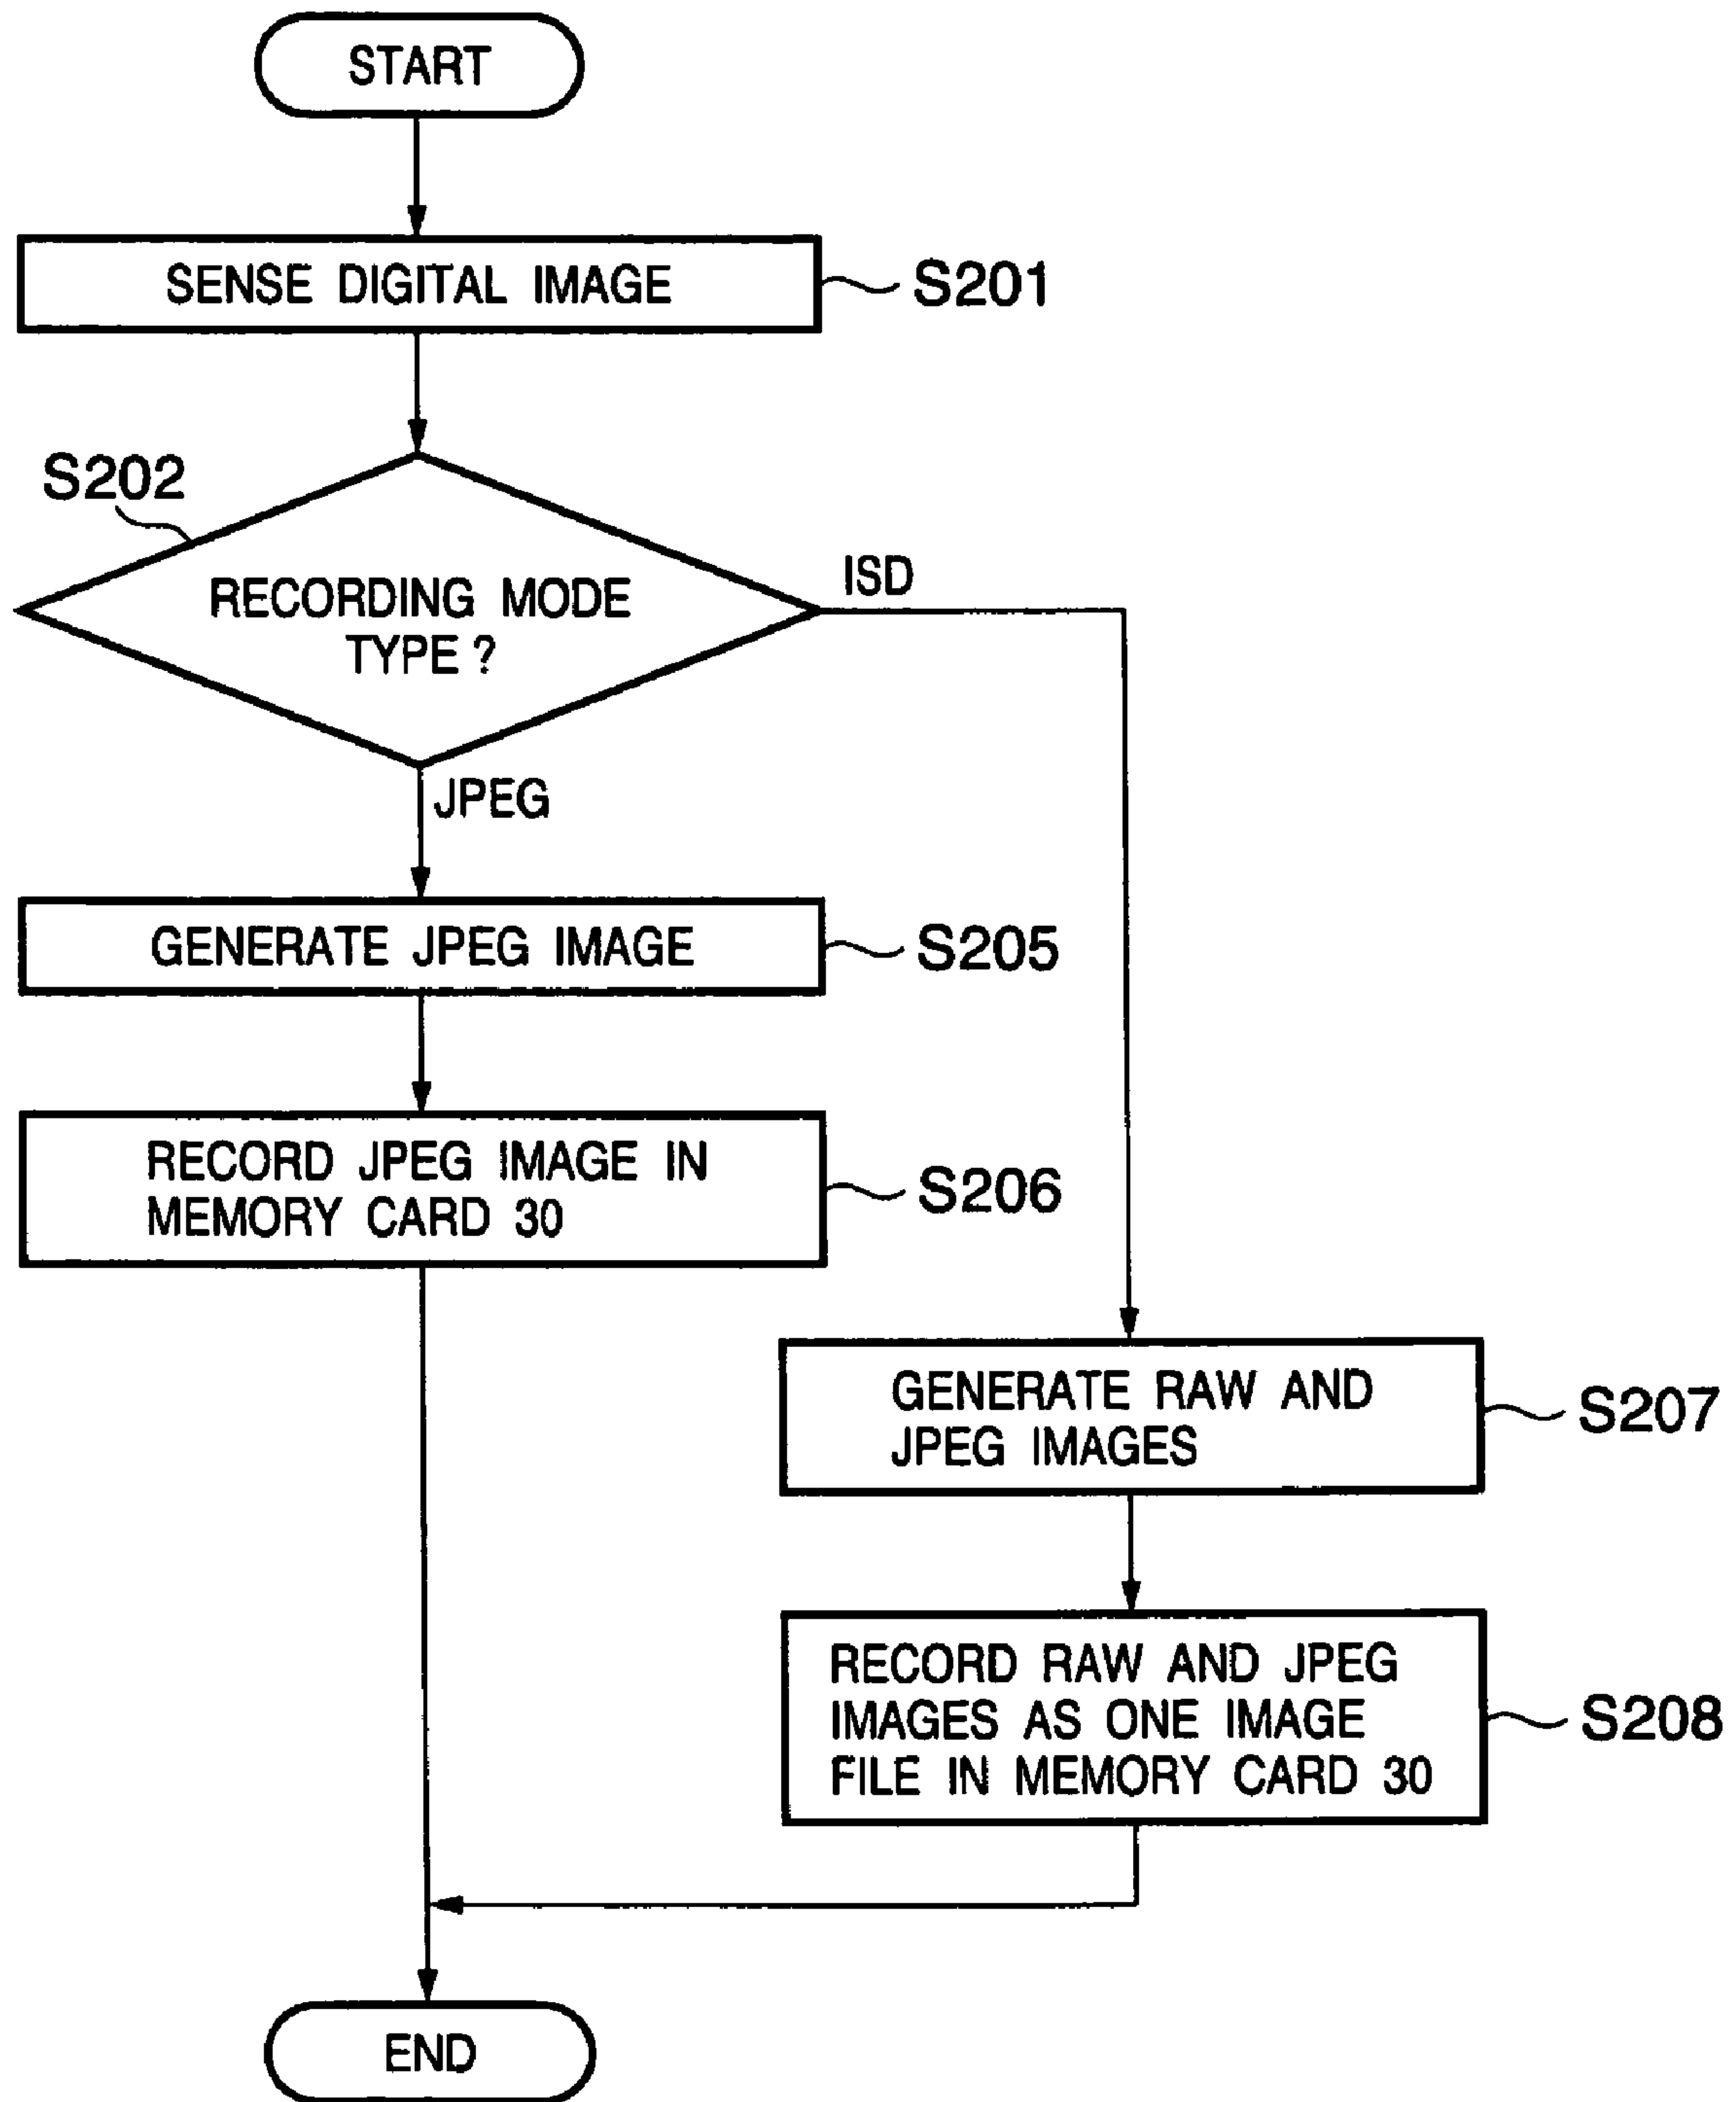 START
SENSE DIGITAL IMAGE
S201
S202
RECORDING MODE
TYPE ?
ISD
JPEG
GENERATE JPEG IMAGE
S205
RECORD JPEG IMAGE IN
MEMORY CARD 30
S206
GENERATE RAW AND
JPEG IMAGES
S207
RECORD RAW AND JPEG
IMAGES AS ONE IMAGE
FILE IN MEMORY CARD 30
S208
END